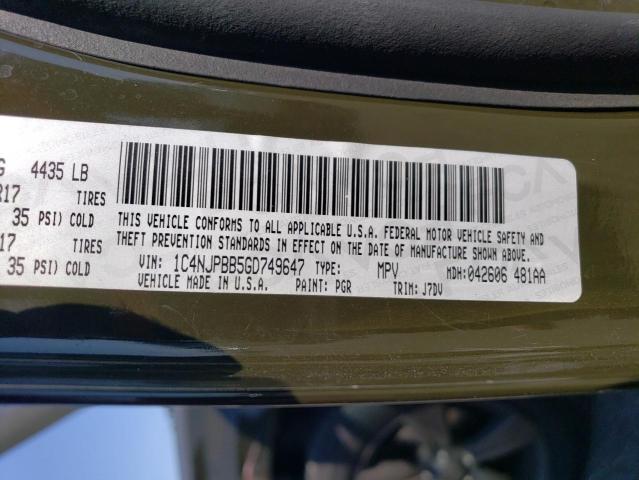 G 4435 LB
R17 TIRES
35 PSI) COLD
17 TIRES
35 PSI) COLD
THIS VEHICLE CONFORMS TO ALL APPLICABLE U.S.A. FEDERAL MOTOR VEHICLE SAFETY AND
THEFT PREVENTION STANDARDS IN EFFECT ON THE DATE OF MANUFACTURE SHOWN ABOVE.
VIN: 1C4NJPBB5GD749647 TYPE: MPV MDH:042606 481AA
VEHICLE MADE IN U.S.A. PAINT: PGR TRIM: J7DV